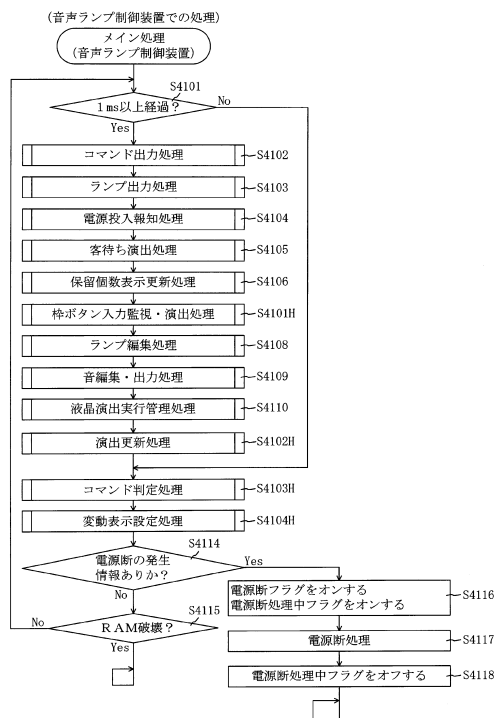 (音声ランプ制御装置での処理)
メイン処理
(音声ランプ制御装置)
S4101
1ms以上経過?
No
Yes
コマンド出力処理 S4102
ランプ出力処理 S4103
電源投入報知処理 S4104
客待ち演出処理 S4105
保留個数表示更新処理 S4106
枠ボタン入力監視・演出処理 S4101H
ランプ編集処理 S4108
音編集・出力処理 S4109
液晶演出実行管理処理 S4110
演出更新処理 S4102H
コマンド判定処理 S4103H
変動表示設定処理 S4104H
S4114
電源断の発生
情報ありか?
Yes
No
電源断フラグをオンする
電源断処理中フラグをオンする
S4116
S4115
RAM破壊?
No
Yes
電源断処理 S4117
電源断処理中フラグをオフする S4118